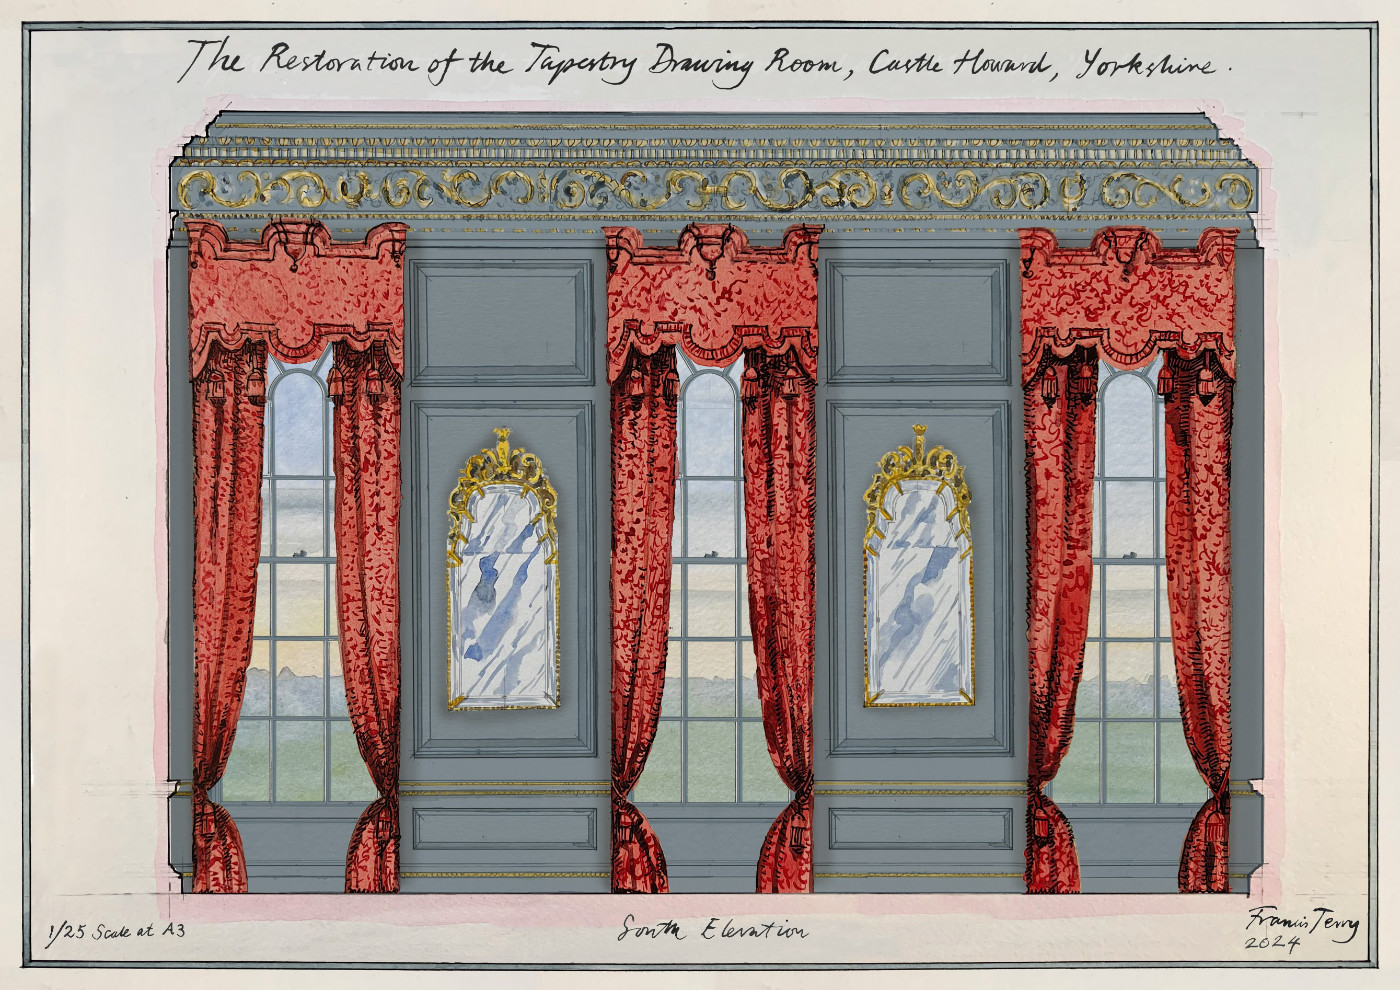 The Restoration of the Tapestry Drawing Room, Castle Howard, Yorkshire.
1/25 Scale at A3
South Elevation
Francis Terry
2024